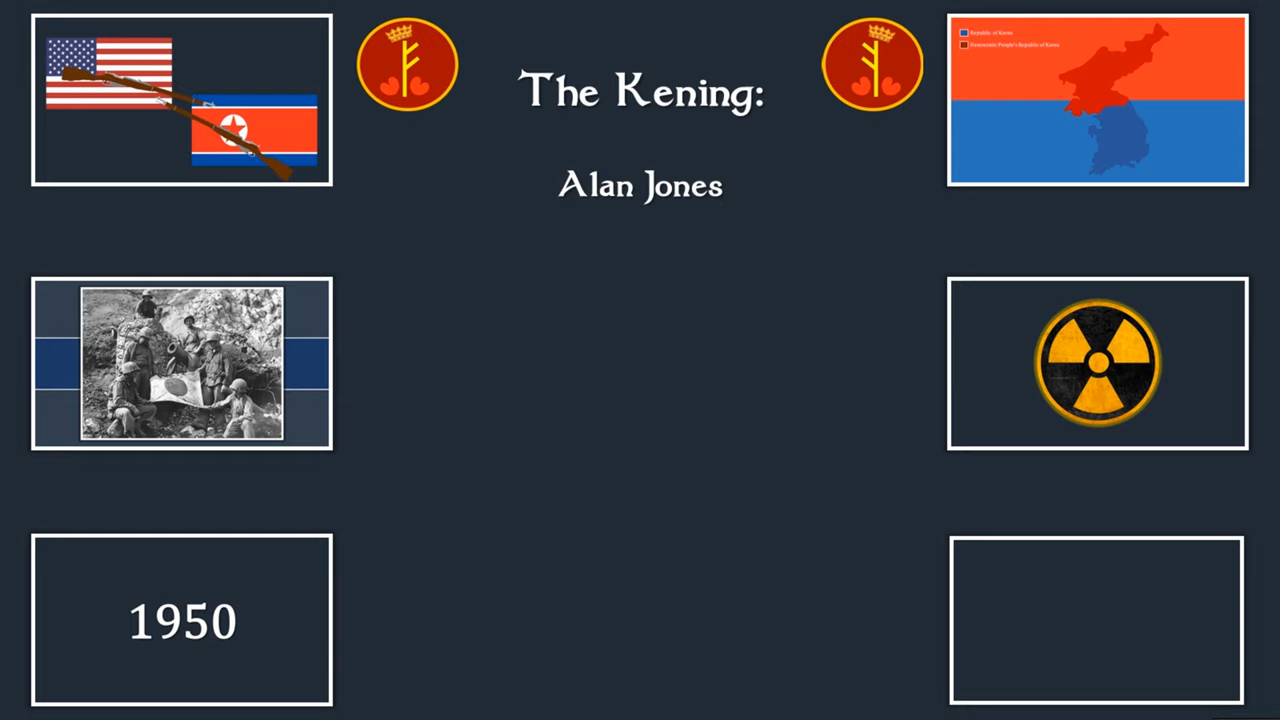 The Kening:
Alan Jones
Republic of Korea
Democratic People's Republic of Korea
1950